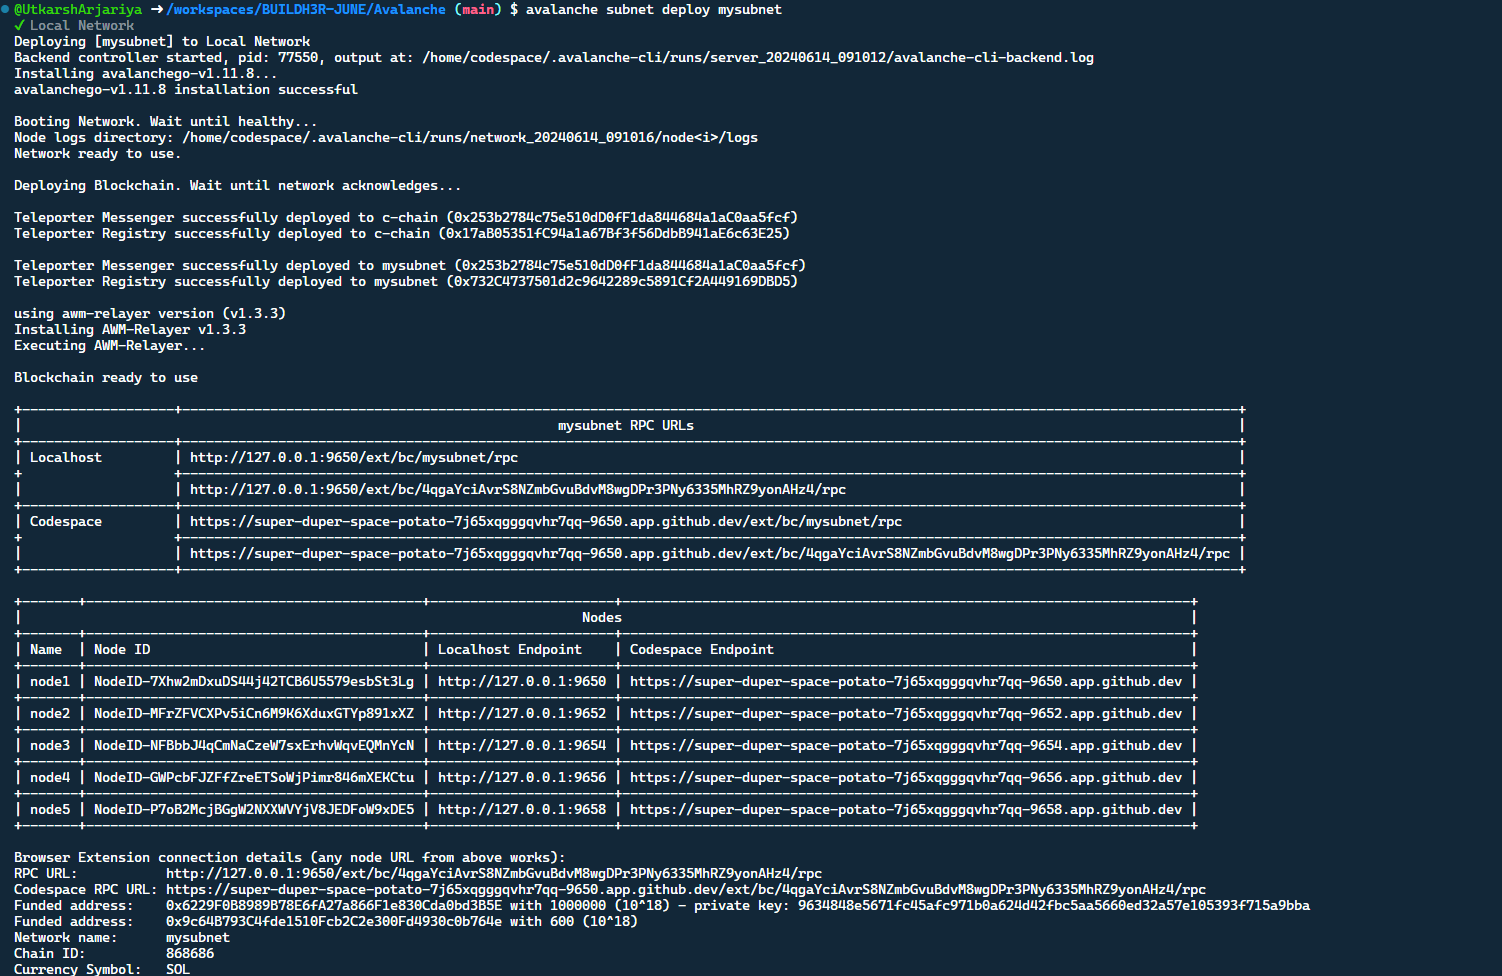 @UtkarshArjariya ➜ /workspaces/BUILDH3R-JUNE/Avalanche (main) $ avalanche subnet deploy mysubnet
✓ Local Network
Deploying [mysubnet] to Local Network
Backend controller started, pid: 77550, output at: /home/codespace/.avalanche-cli/runs/server_20240614_091012/avalanche-cli-backend.log
Installing avalanchego-v1.11.8...
avalanchego-v1.11.8 installation successful
Booting Network. Wait until healthy...
Node logs directory: /home/codespace/.avalanche-cli/runs/network_20240614_091016/node<i>/logs
Network ready to use.
Deploying Blockchain. Wait until network acknowledges...
Teleporter Messenger successfully deployed to c-chain (0x253b2784c75e510dD0fF1da844684a1aC0aa5fcf)
Teleporter Registry successfully deployed to c-chain (0x17aB05351fC94a1a67Bf3f56DdbB941aE6c63E25)
Teleporter Messenger successfully deployed to mysubnet (0x253b2784c75e510dD0fF1da844684a1aC0aa5fcf)
Teleporter Registry successfully deployed to mysubnet (0x732C4737501d2c9642289c5891Cf2A449169DBD5)
using awm-relayer version (v1.3.3)
Installing AWM-Relayer v1.3.3
Executing AWM-Relayer...
Blockchain ready to use
mysubnet RPC URLs
Localhost | http://127.0.0.1:9650/ext/bc/mysubnet/rpc
http://127.0.0.1:9650/ext/bc/4qgaYciAvrS8NZmbGvuBdvM8wgDPr3PNy6335MhRZ9yonAHz4/rpc
Codespace | https://super-duper-space-potato-7j65xqgggqvhr7qq-9650.app.github.dev/ext/bc/mysubnet/rpc
https://super-duper-space-potato-7j65xqgggqvhr7qq-9650.app.github.dev/ext/bc/4qgaYciAvrS8NZmbGvuBdvM8wgDPr3PNy6335MhRZ9yonAHz4/rpc
Nodes
Name | Node ID | Localhost Endpoint | Codespace Endpoint
node1 | NodeID-7Xhw2mDxuDS44j42TCB6U5579esbSt3Lg | http://127.0.0.1:9650 | https://super-duper-space-potato-7j65xqgggqvhr7qq-9650.app.github.dev
node2 | NodeID-MFrZFVCXPv5iCn6M9K6XduxGTYp891xXZ | http://127.0.0.1:9652 | https://super-duper-space-potato-7j65xqgggqvhr7qq-9652.app.github.dev
node3 | NodeID-NFBbbJ4qCmNaCzeW7sxErhvWqvEQMnYcN | http://127.0.0.1:9654 | https://super-duper-space-potato-7j65xqgggqvhr7qq-9654.app.github.dev
node4 | NodeID-GWPcbFJZFfZreETSoWjPimr846mXEKCtu | http://127.0.0.1:9656 | https://super-duper-space-potato-7j65xqgggqvhr7qq-9656.app.github.dev
node5 | NodeID-P7oB2McjBGgW2NXXWVYjV8JEDFoW9xDE5 | http://127.0.0.1:9658 | https://super-duper-space-potato-7j65xqgggqvhr7qq-9658.app.github.dev
Browser Extension connection details (any node URL from above works):
RPC URL: http://127.0.0.1:9650/ext/bc/4qgaYciAvrS8NZmbGvuBdvM8wgDPr3PNy6335MhRZ9yonAHz4/rpc
Codespace RPC URL: https://super-duper-space-potato-7j65xqgggqvhr7qq-9650.app.github.dev/ext/bc/4qgaYciAvrS8NZmbGvuBdvM8wgDPr3PNy6335MhRZ9yonAHz4/rpc
Funded address: 0x6229F0B8989B78E6fA27a866F1e830Cda0bd3B5E with 1000000 (10^18) - private key: 9634848e5671fc45afc971b0a624d42fbc5aa5660ed32a57e105393f715a9bba
Funded address: 0x9c64B793C4fde1510Fcb2C2e300Fd4930c0b764e with 600 (10^18)
Network name: mysubnet
Chain ID: 868686
Currency Symbol: SOL